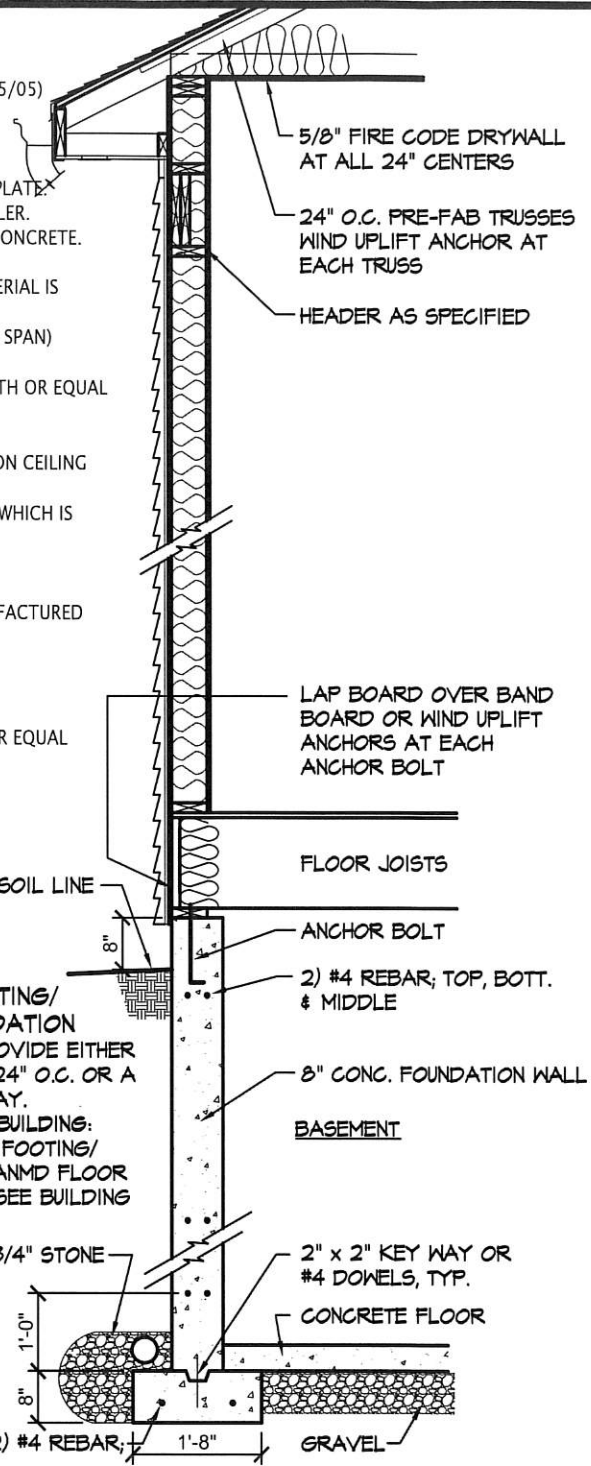 5/05)
PLATE.
LER.
ONCRETE.
ERIAL IS
SPAN)
TH OR EQUAL
ON CEILING
WHICH IS
FACTURED
R EQUAL
5/8" FIRE CODE DRYWALL
AT ALL 24" CENTERS
24" O.C. PRE-FAB TRUSSES
WIND UPLIFT ANCHOR AT
EACH TRUSS
HEADER AS SPECIFIED
LAP BOARD OVER BAND
BOARD OR WIND UPLIFT
ANCHORS AT EACH
ANCHOR BOLT
FLOOR JOISTS
SOIL LINE
8"
ANCHOR BOLT
2) #4 REBAR; TOP, BOTT.
& MIDDLE
TING/
DATION
OVIDE EITHER
24" O.C. OR A
AY.
BUILDING:
FOOTING/
ANMD FLOOR
SEE BUILDING
8" CONC. FOUNDATION WALL
BASEMENT
3/4" STONE
2" x 2" KEY WAY OR
#4 DOWELS, TYP.
CONCRETE FLOOR
1'-0"
8"
2) #4 REBAR;
1'-8"
GRAVEL